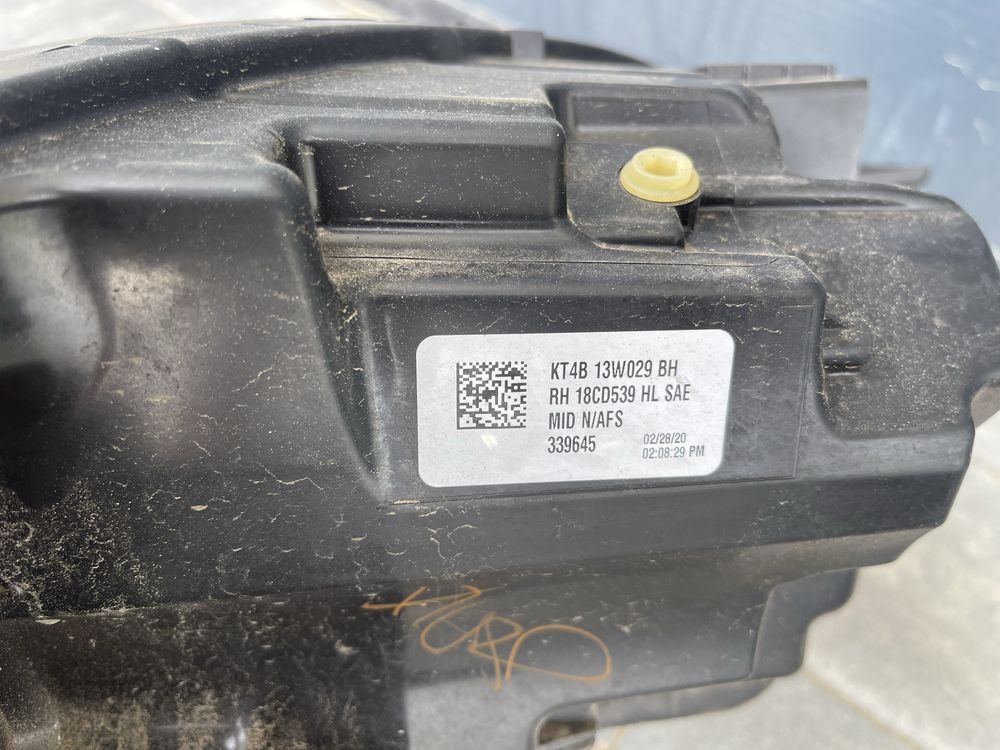 KT4B 13W029 BH
RH 18CD539 HL SAE
MID N/AFS
339645
02/28/20
02:08:29 PM